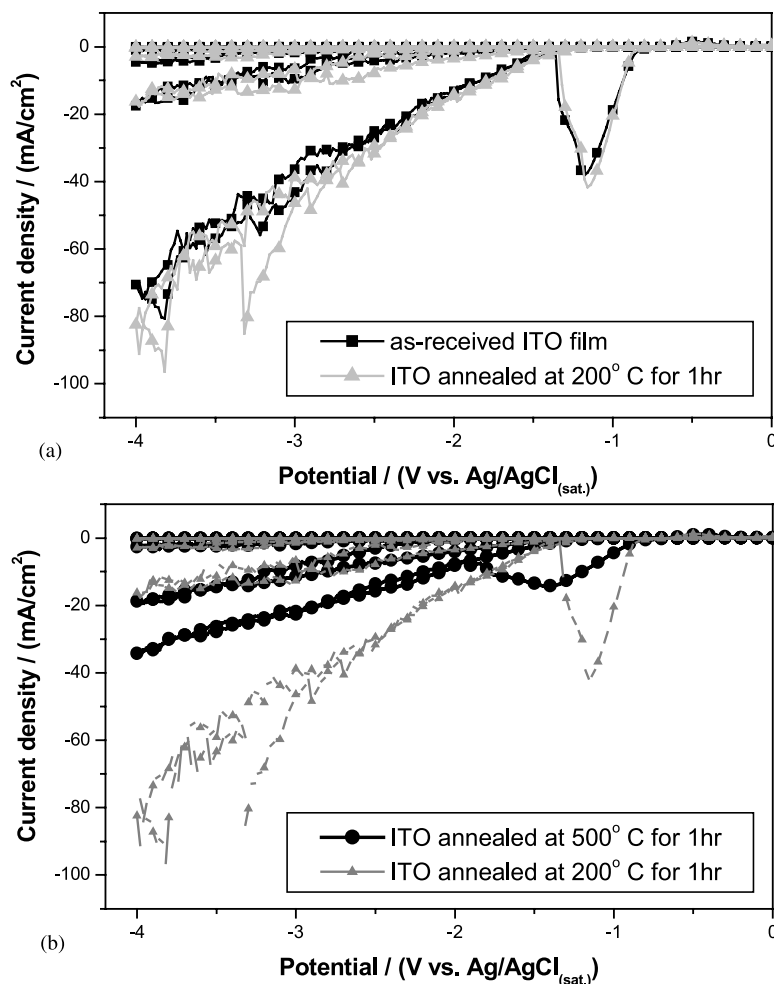 0
-20
-40
-60
-80
-100
Current density / (mA/cm²)
as-received ITO film
ITO annealed at 200° C for 1hr
-4
-3
-2
-1
0
(a)
Potential / (V vs. Ag/AgCl(sat.))
0
-20
-40
-60
-80
-100
Current density / (mA/cm²)
ITO annealed at 500° C for 1hr
ITO annealed at 200° C for 1hr
-4
-3
-2
-1
0
(b)
Potential / (V vs. Ag/AgCl(sat.))